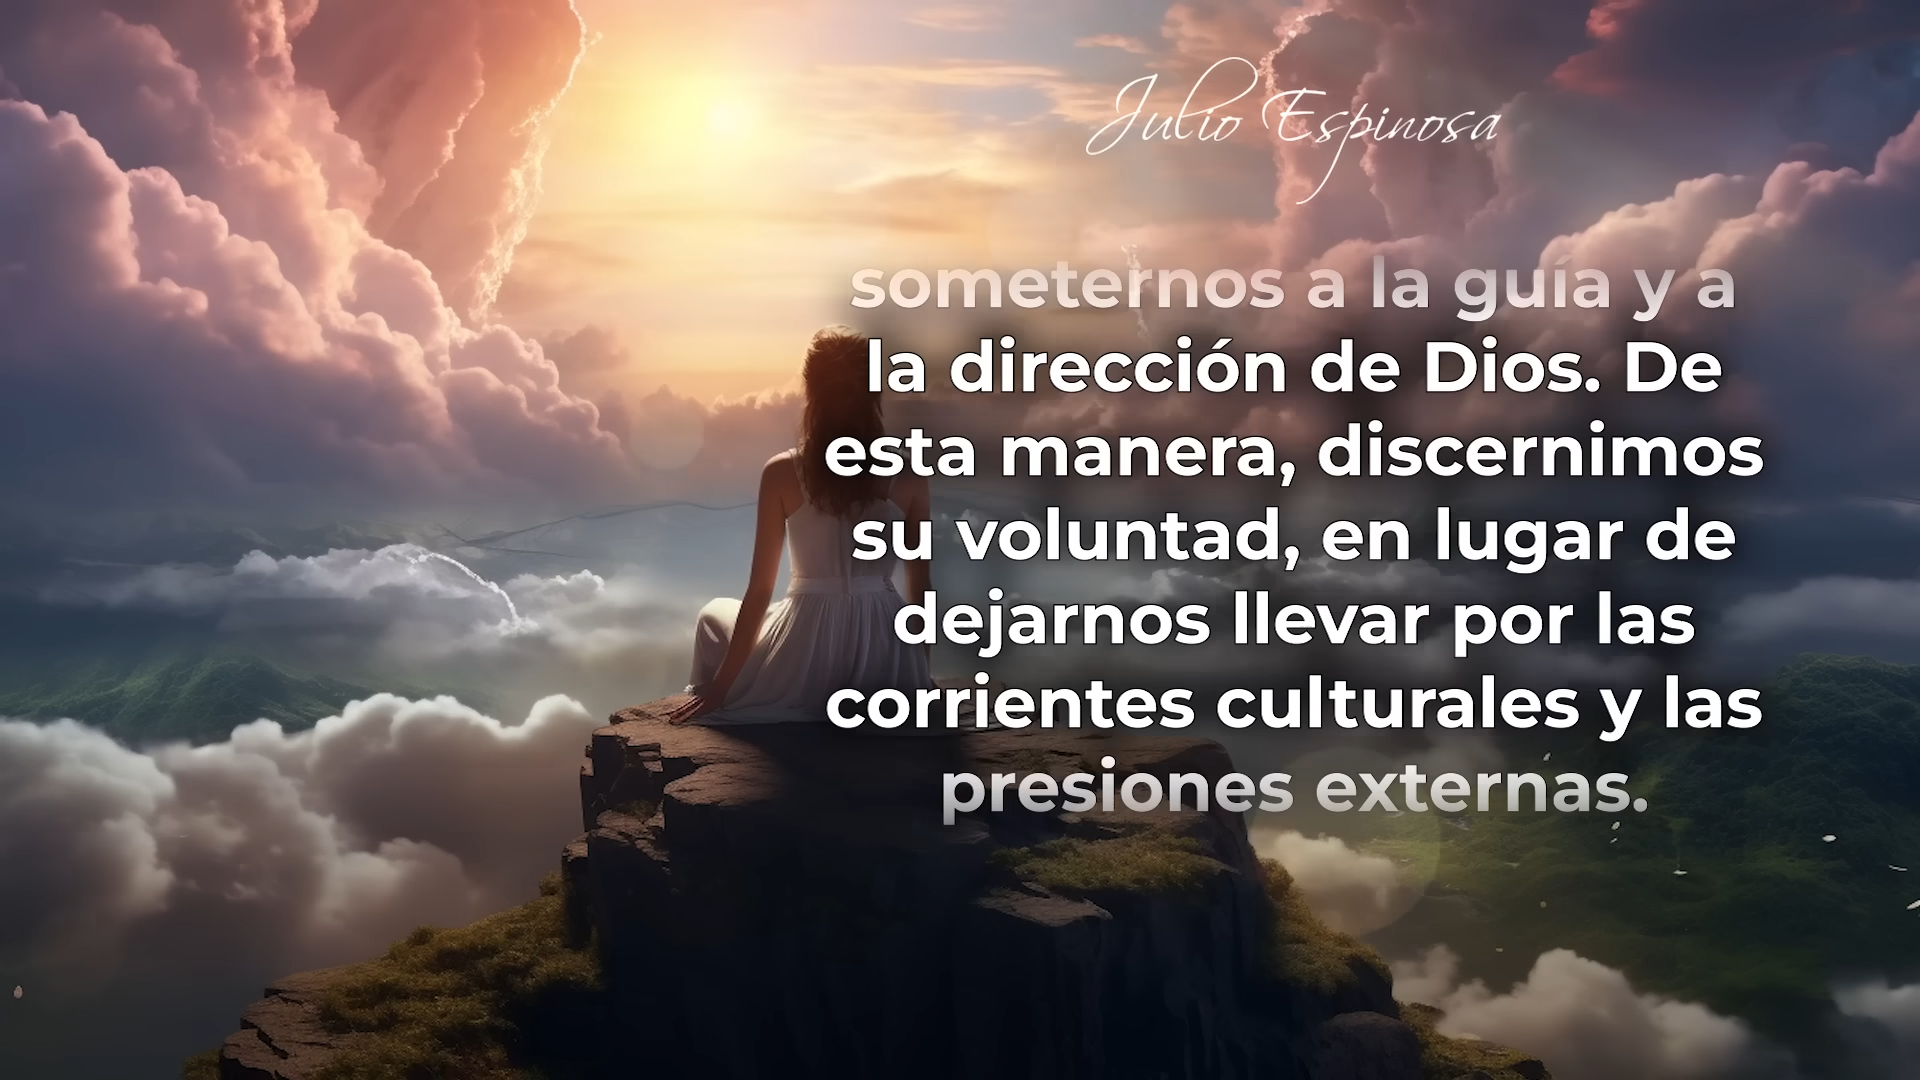 Julio Espinosa
someternos a la guía y a
la dirección de Dios. De
esta manera, discernimos
su voluntad, en lugar de
dejarnos llevar por las
corrientes culturales y las
presiones externas.